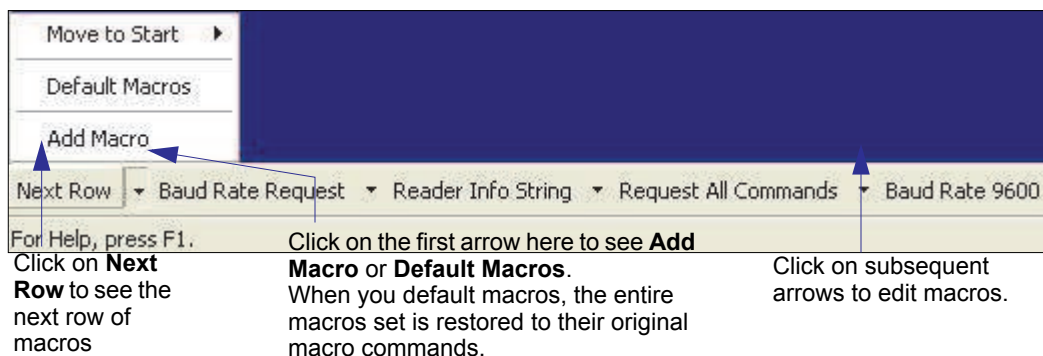 Move to Start
Default Macros
Add Macro
Next Row Baud Rate Request Reader Info String Request All Commands Baud Rate 9600
For Help, press F1.
Click on Next
Row to see the
next row of
macros
Click on the first arrow here to see Add
Macro or Default Macros.
When you default macros, the entire
macros set is restored to their original
macro commands.
Click on subsequent
arrows to edit macros.